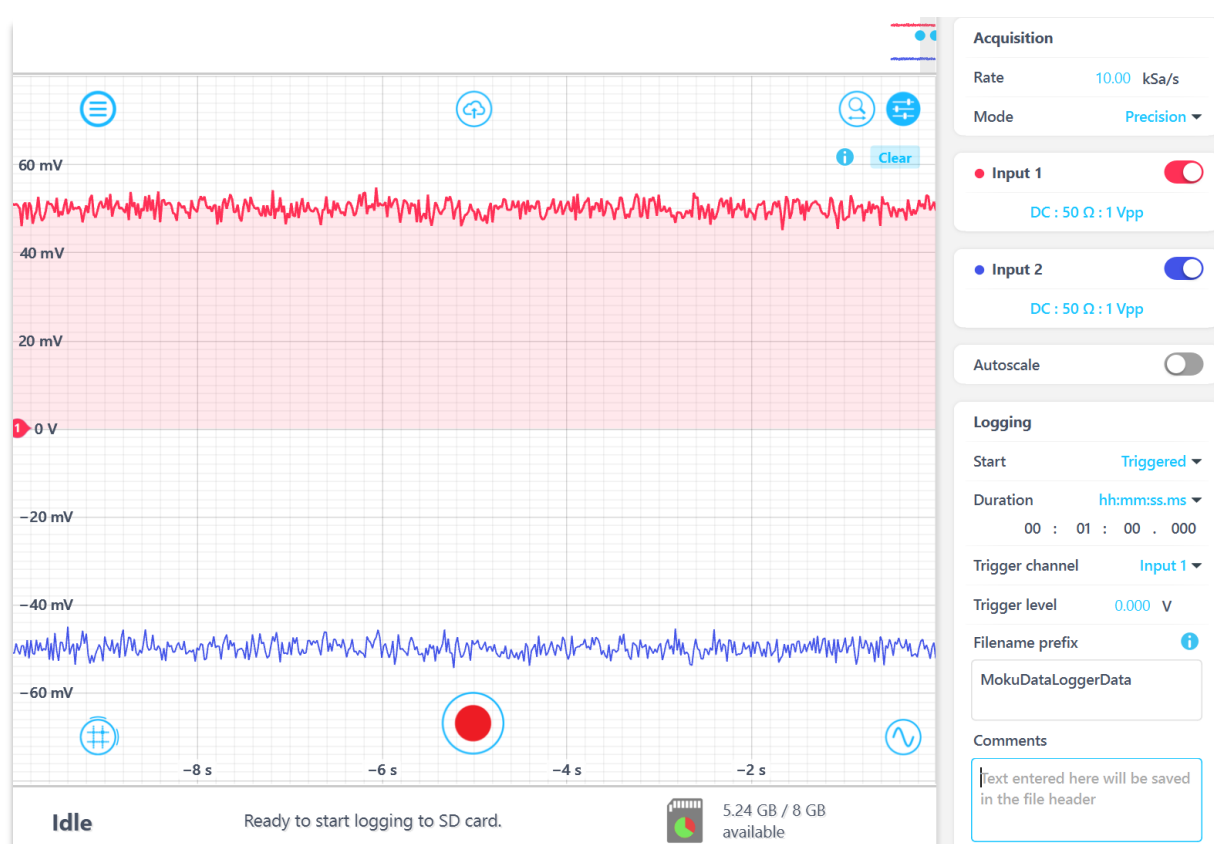 Clear
60 mV
40 mV
20 mV
1
0 V
−20 mV
−40 mV
−60 mV
−8 s
−6 s
−4 s
−2 s
Idle
Ready to start logging to SD card.
5.24 GB / 8 GB
available
Acquisition
Rate 10.00 kSa/s
Mode Precision
Input 1
DC : 50 Ω : 1 Vpp
Input 2
DC : 50 Ω : 1 Vpp
Autoscale
Logging
Start Triggered
Duration hh:mm:ss.ms
00 : 01 : 00 . 000
Trigger channel Input 1
Trigger level 0.000 V
Filename prefix
MokuDataLoggerData
Comments
Text entered here will be saved
in the file header